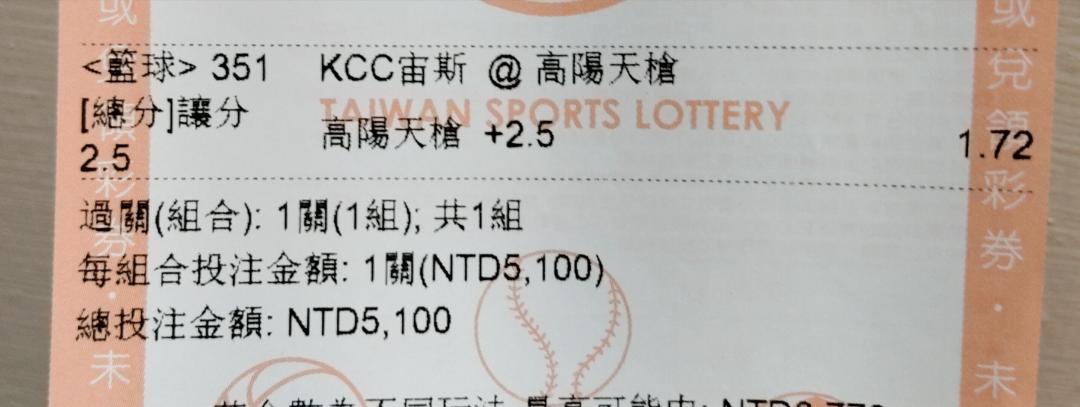 <籃球> 351 KCC宙斯 @ 高陽天槍
[總分]讓分
TAIWAN SPORTS LOTTERY
高陽天槍 +2.5 1.72
2.5
過關(組合): 1關(1組); 共1組
每組合投注金額: 1關(NTD5,100)
總投注金額: NTD5,100
或
兌
領
彩
券
·
未